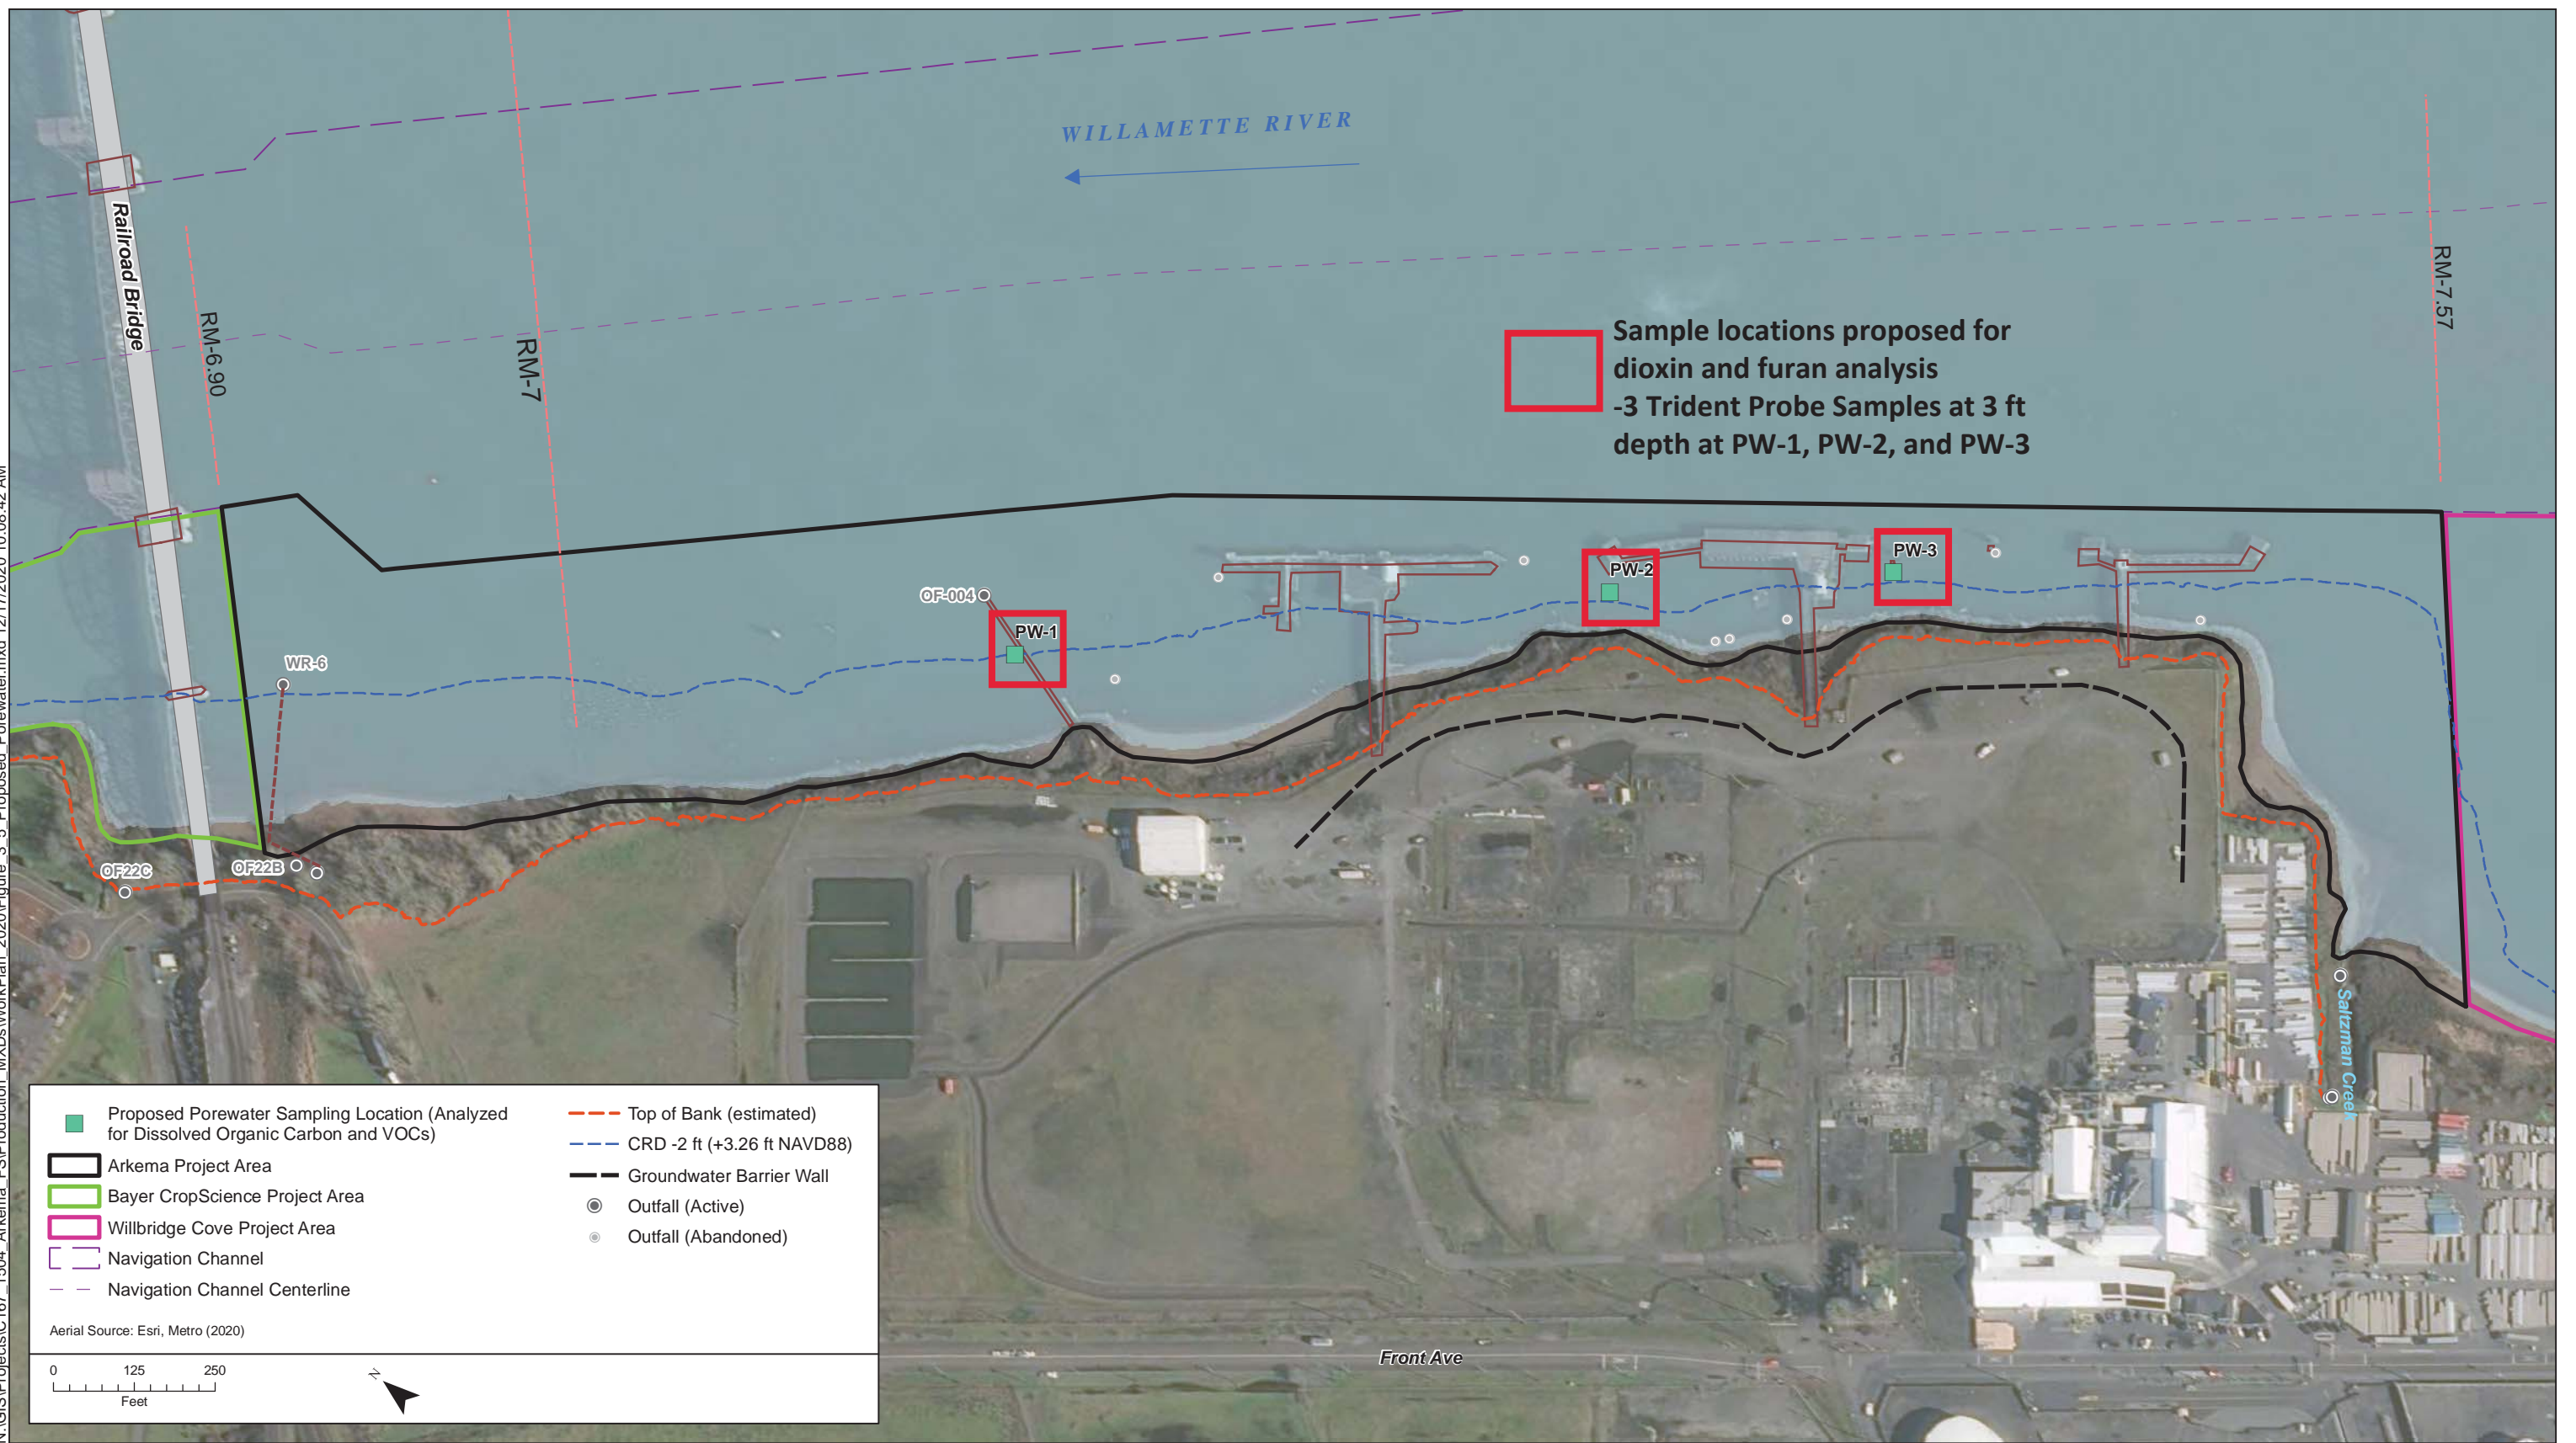 WILLAMETTE RIVER
Railroad Bridge
RM-6.90
RM-7
RM-7.57
Sample locations proposed for
dioxin and furan analysis
-3 Trident Probe Samples at 3 ft
depth at PW-1, PW-2, and PW-3
PW-3
PW-2
OF-004
PW-1
WR-6
OF22C
OF22B
Saltzman Creek
Front Ave
Proposed Porewater Sampling Location (Analyzed
for Dissolved Organic Carbon and VOCs)
Arkema Project Area
Bayer CropScience Project Area
Willbridge Cove Project Area
Navigation Channel
Navigation Channel Centerline
Top of Bank (estimated)
CRD -2 ft (+3.26 ft NAVD88)
Groundwater Barrier Wall
Outfall (Active)
Outfall (Abandoned)
Aerial Source: Esri, Metro (2020)
0 125 250
Feet
N